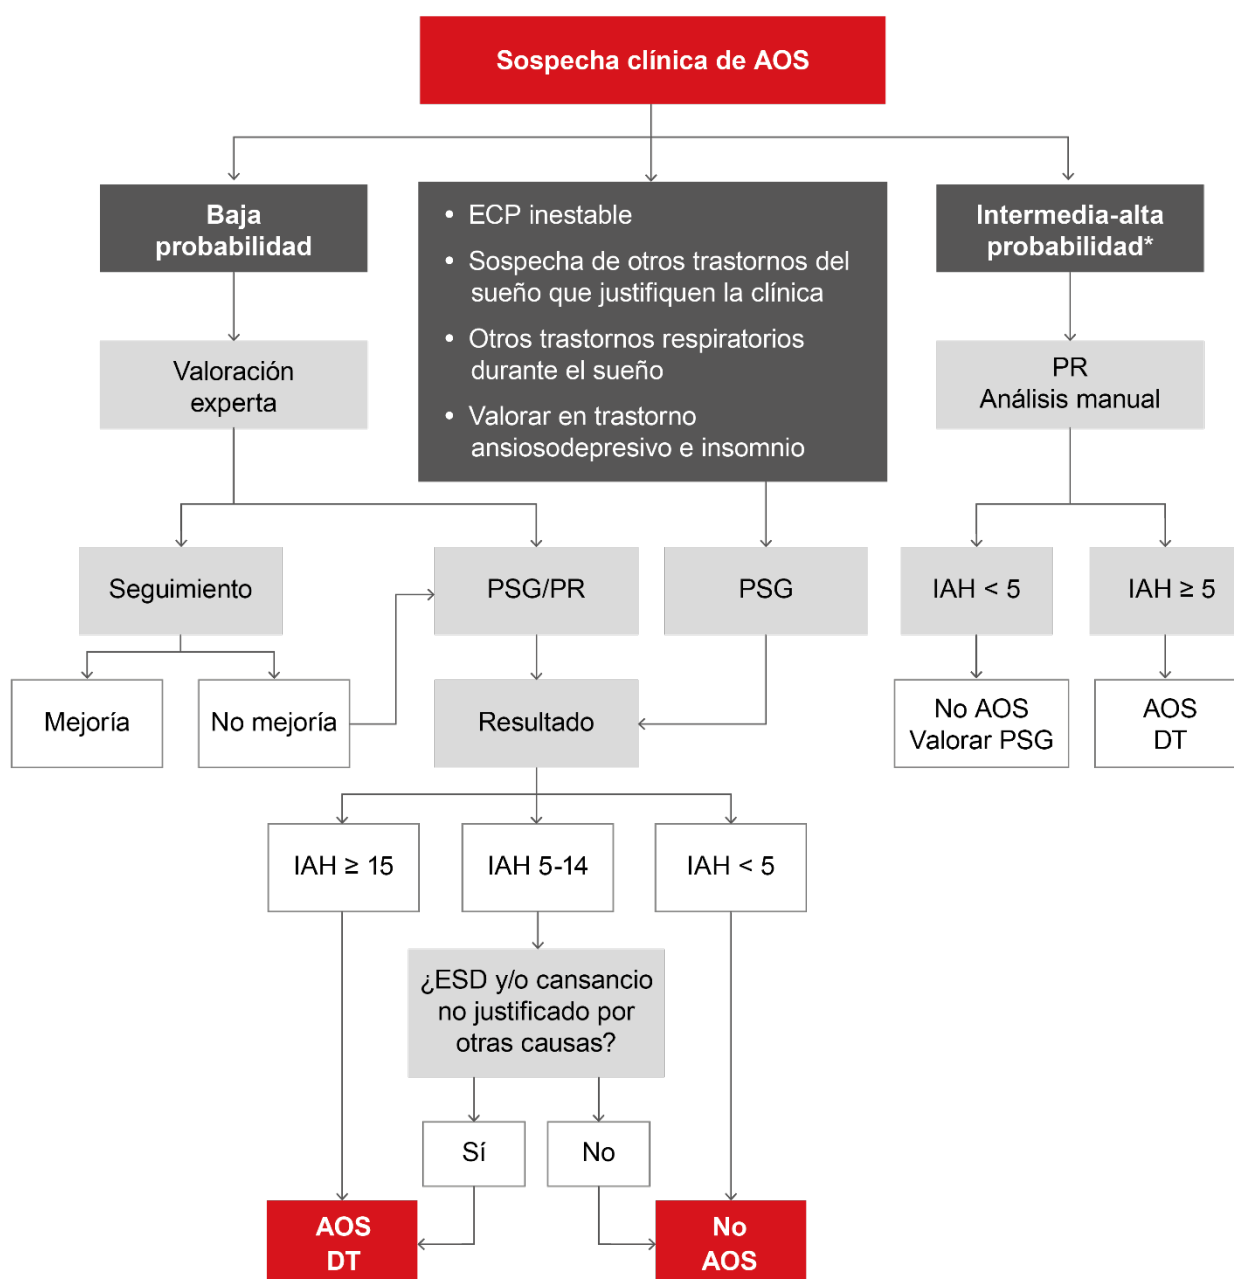 Sospecha clínica de AOS
Baja
probabilidad
• ECP inestable
• Sospecha de otros trastornos del
sueño que justifiquen la clínica
• Otros trastornos respiratorios
durante el sueño
• Valorar en trastorno
ansiosodepresivo e insomnio
Intermedia-alta
probabilidad*
Valoración
experta
PR
Análisis manual
Seguimiento
PSG/PR
PSG
IAH < 5
IAH ≥ 5
Mejoría
No mejoría
Resultado
No AOS
Valorar PSG
AOS
DT
IAH ≥ 15
IAH 5-14
IAH < 5
¿ESD y/o cansancio
no justificado por
otras causas?
Sí
No
AOS
DT
No
AOS